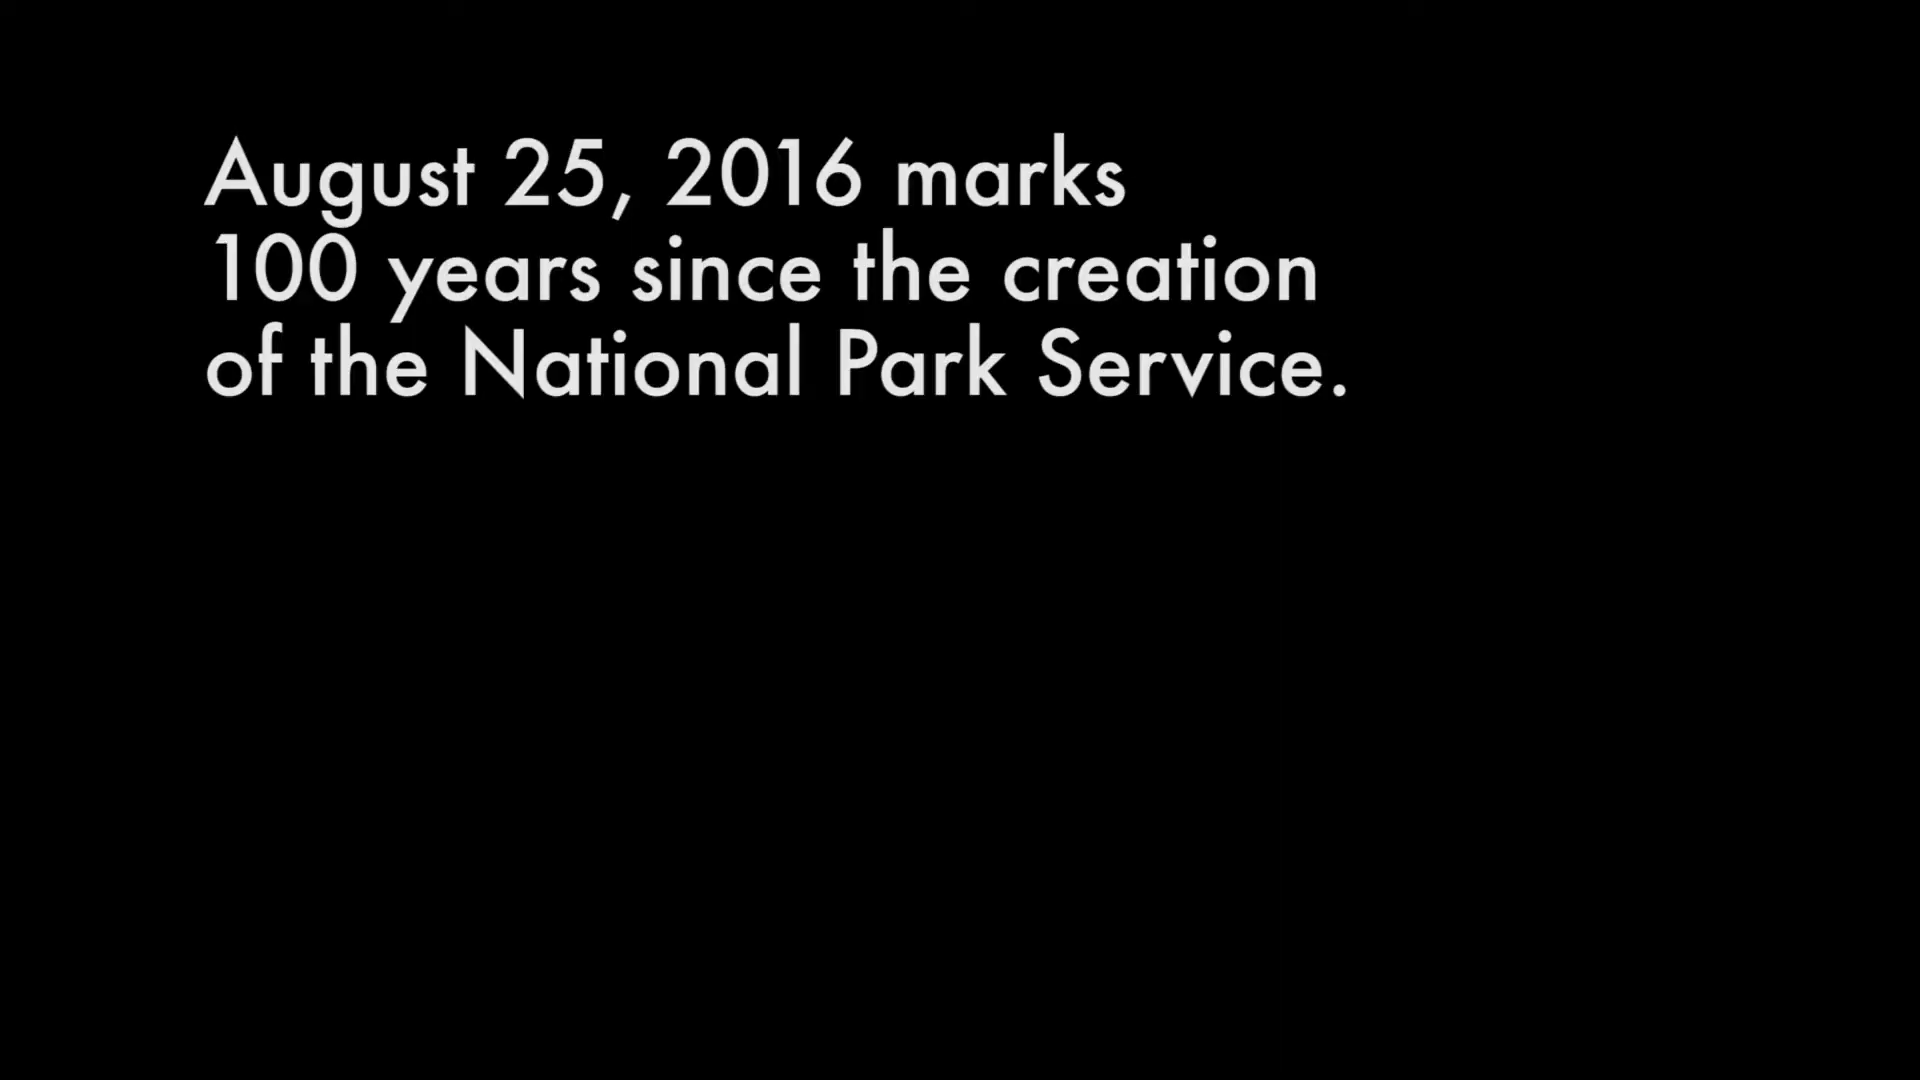 August 25, 2016 marks
100 years since the creation
of the National Park Service.